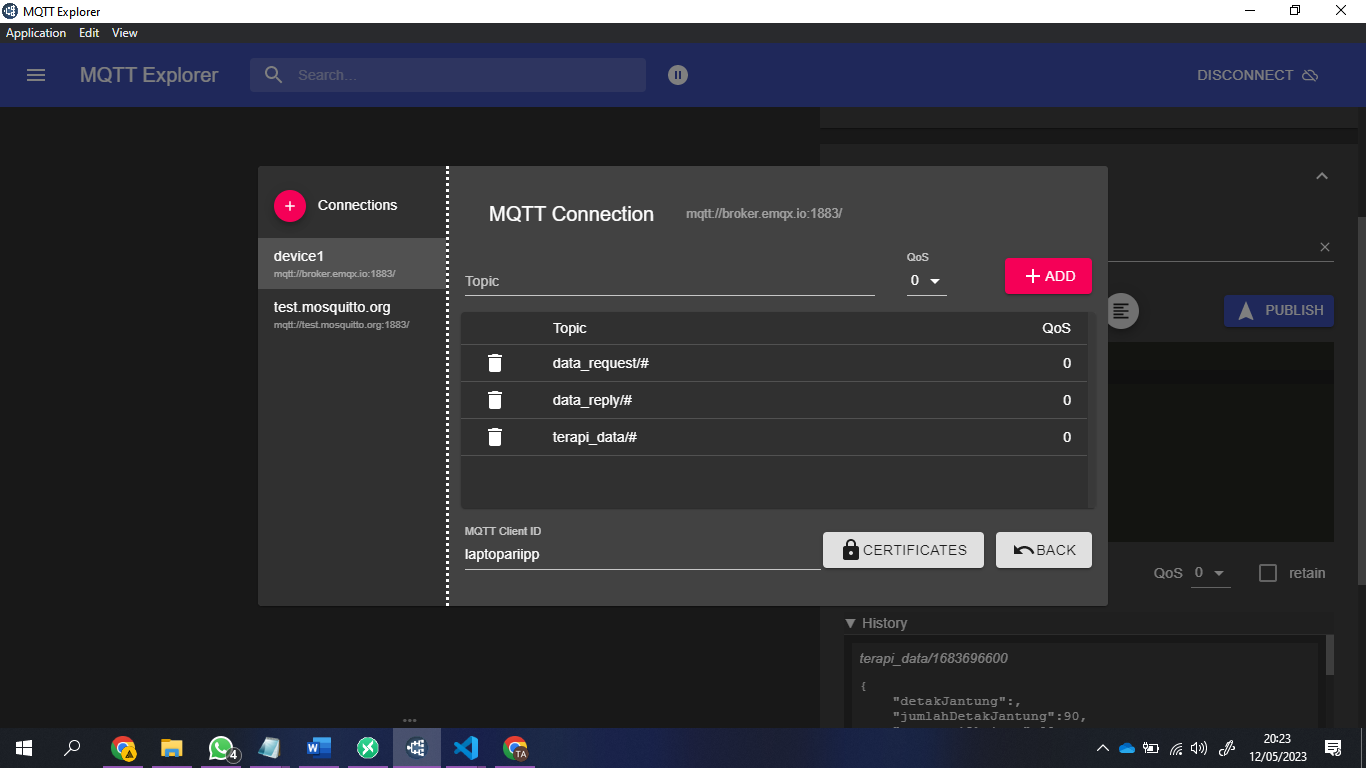 MQTT Explorer
Application Edit View
MQTT Explorer Search... DISCONNECT
+ Connections
device1
mqtt://broker.emqx.io:1883/
test.mosquitto.org
mqtt://test.mosquitto.org:1883/
MQTT Connection mqtt://broker.emqx.io:1883/
Topic
QoS
0
+ ADD
Topic QoS
data_request/# 0
data_reply/# 0
terapi_data/# 0
MQTT Client ID
laptopariipp
CERTIFICATES
BACK
PUBLISH
QoS 0 retain
▼ History
terapi_data/1683696600
{
"detakJantung":,
"jumlahDetakJantung":90,
4
TA
20:23
12/05/2023